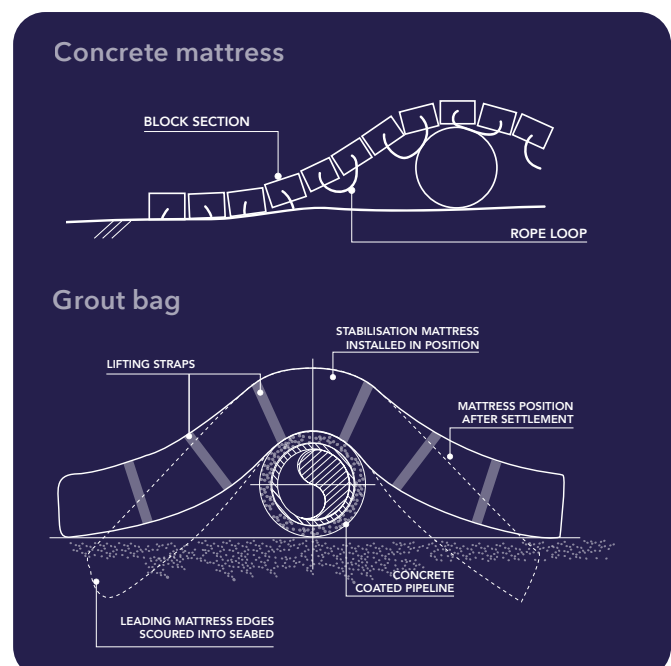 Concrete mattress
BLOCK SECTION
ROPE LOOP
Grout bag
STABILISATION MATTRESS
INSTALLED IN POSITION
LIFTING STRAPS
MATTRESS POSITION
AFTER SETTLEMENT
CONCRETE
COATED PIPELINE
LEADING MATTRESS EDGES
SCOURED INTO SEABED